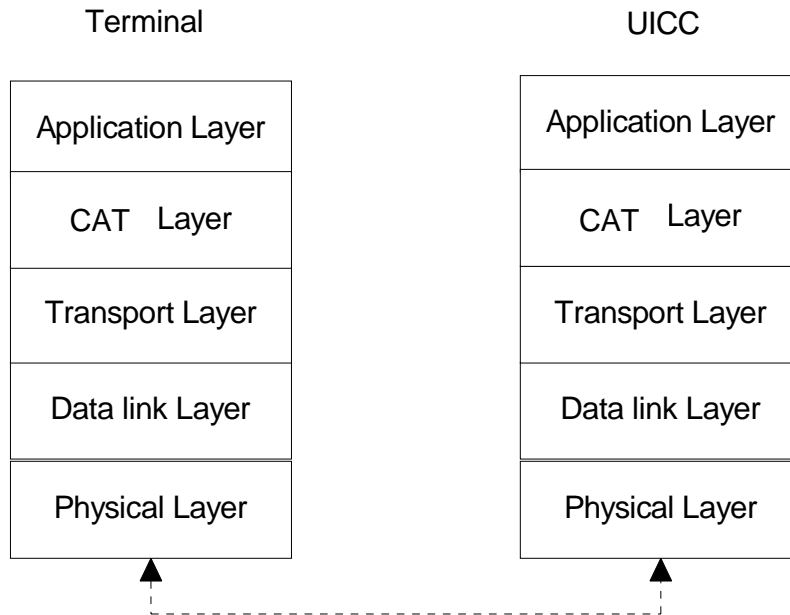 Terminal
UICC
Application Layer
Application Layer
CAT Layer
CAT Layer
Transport Layer
Transport Layer
Data link Layer
Data link Layer
Physical Layer
Physical Layer